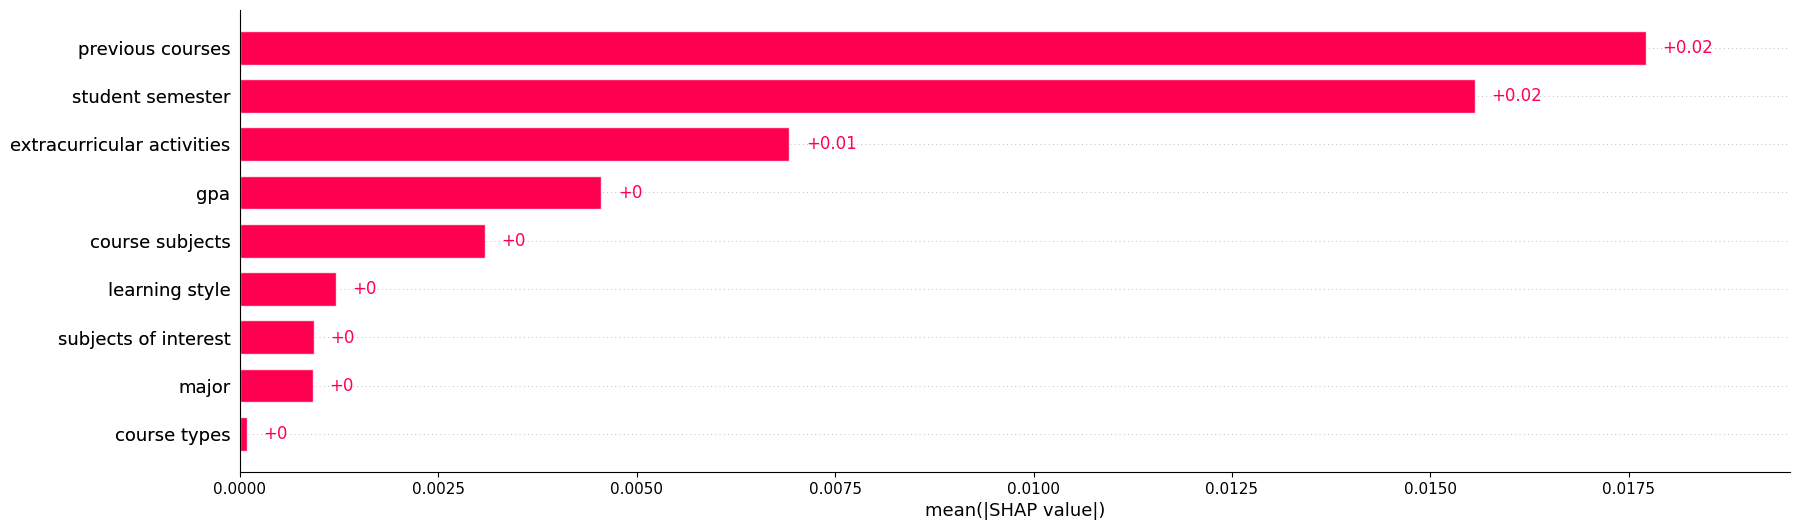 previous courses +0.02
student semester +0.02
extracurricular activities +0.01
gpa +0
course subjects +0
learning style +0
subjects of interest +0
major +0
course types +0
0.0000 0.0025 0.0050 0.0075 0.0100 0.0125 0.0150 0.0175
mean(|SHAP value|)